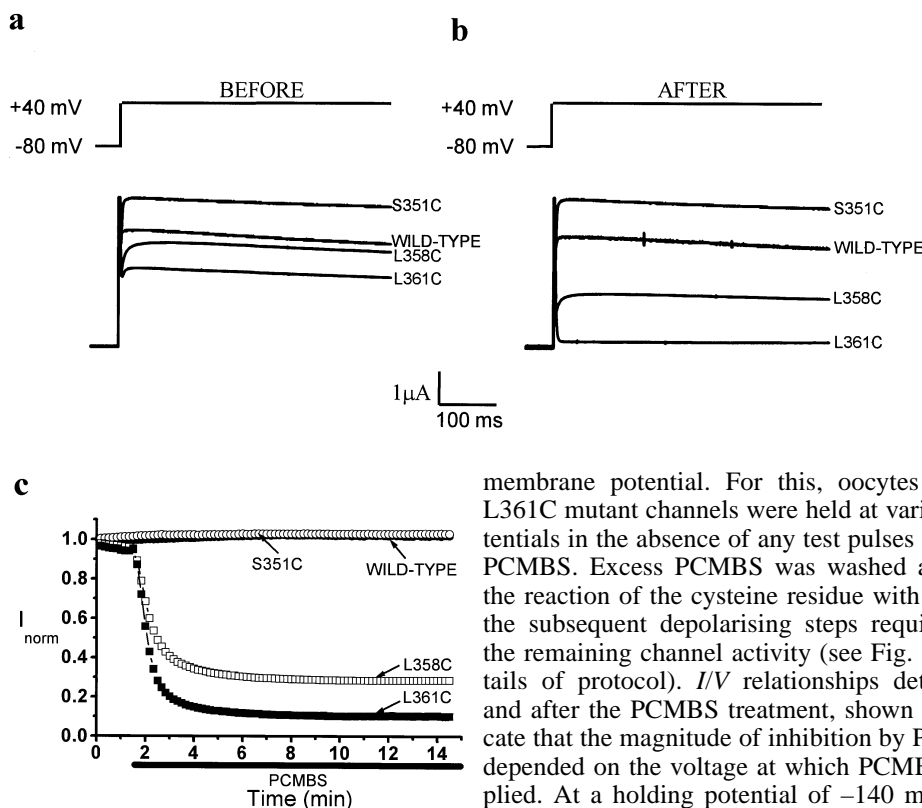 a
b
BEFORE
+40 mV
-80 mV
S351C
WILD-TYPE
L358C
L361C
AFTER
+40 mV
-80 mV
S351C
WILD-TYPE
L358C
L361C
1µA
100 ms
c
1.0
0.8
0.6
0.4
0.2
0.0
I norm
S351C
WILD-TYPE
L358C
L361C
0 2 4 6 8 10 12 14
PCMBS
Time (min)
membrane potential. For this, oocytes
L361C mutant channels were held at vari
tentials in the absence of any test pulses
PCMBS. Excess PCMBS was washed a
the reaction of the cysteine residue with
the subsequent depolarising steps requi
the remaining channel activity (see Fig.
tails of protocol). I/V relationships det
and after the PCMBS treatment, shown
cate that the magnitude of inhibition by P
depended on the voltage at which PCME
plied. At a holding potential of –140 m